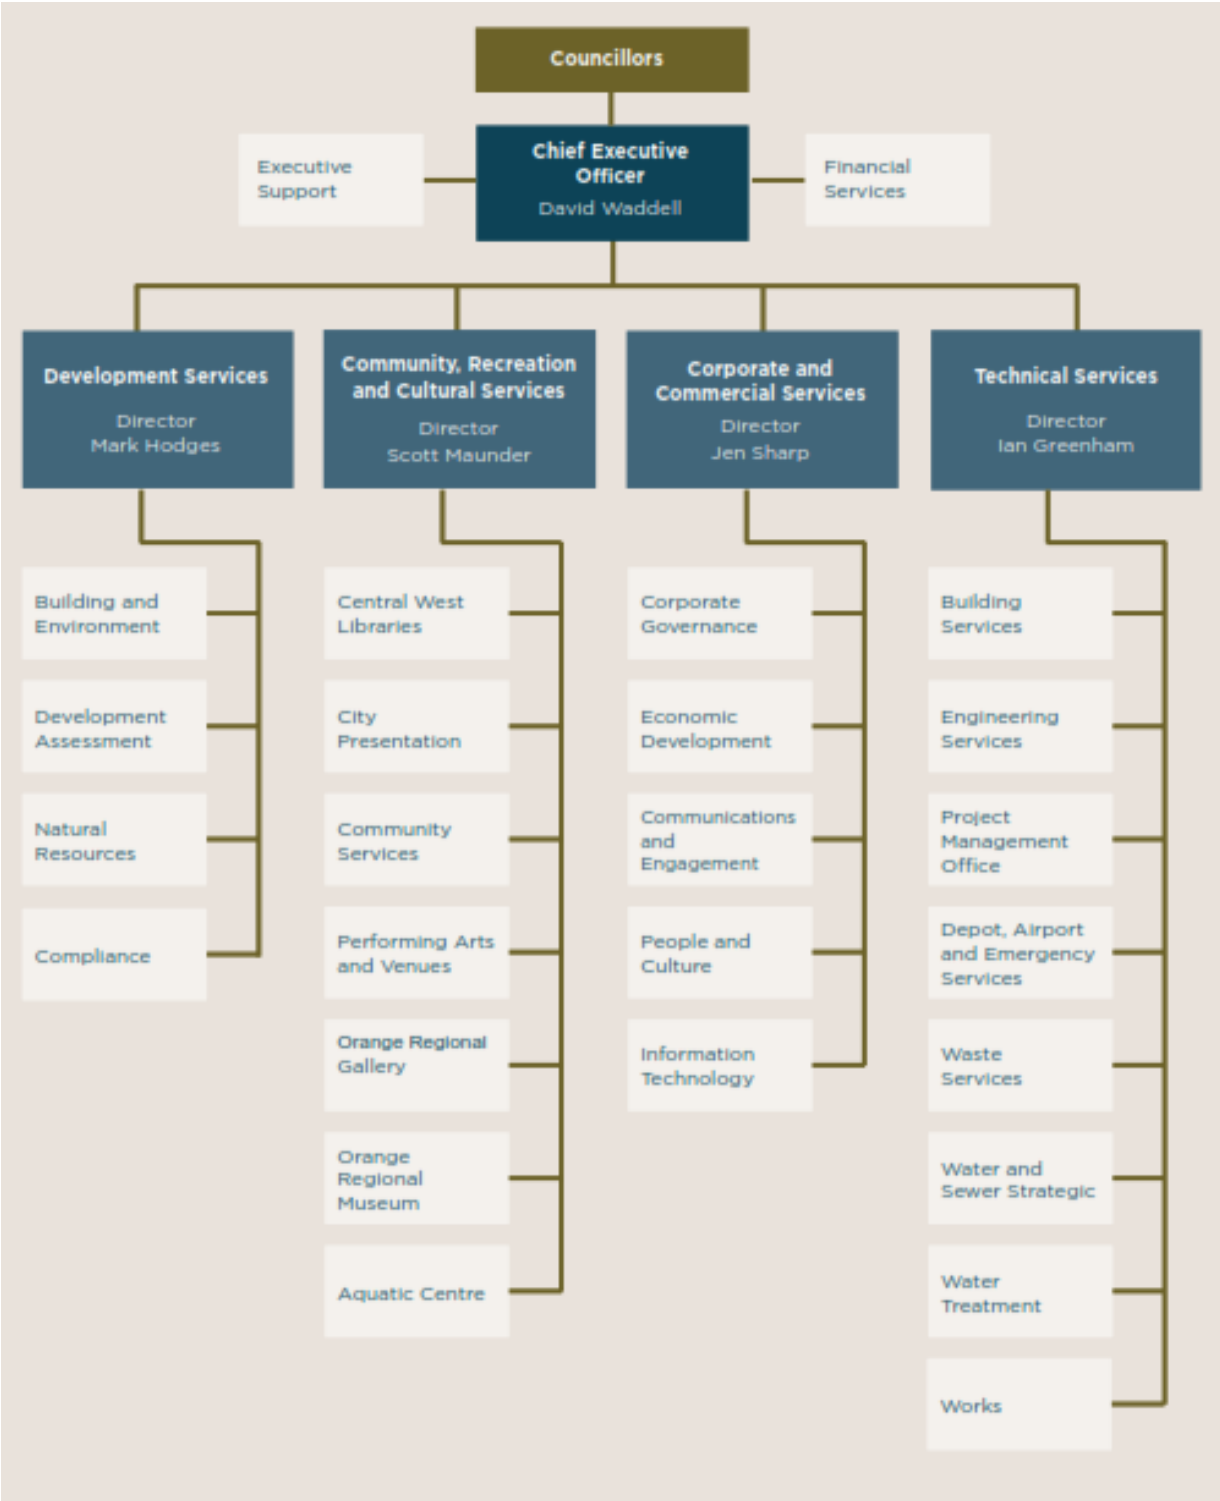 Councillors
Chief Executive
Officer
David Waddell
Executive
Support
Financial
Services
Development Services
Director
Mark Hodges
Community, Recreation
and Cultural Services
Director
Scott Maunder
Corporate and
Commercial Services
Director
Jen Sharp
Technical Services
Director
Ian Greenham
Building and
Environment
Development
Assessment
Natural
Resources
Compliance
Central West
Libraries
City
Presentation
Community
Services
Performing Arts
and Venues
Orange Regional
Gallery
Orange
Regional
Museum
Aquatic Centre
Corporate
Governance
Economic
Development
Communications
and
Engagement
People and
Culture
Information
Technology
Building
Services
Engineering
Services
Project
Management
Office
Depot, Airport
and Emergency
Services
Waste
Services
Water and
Sewer Strategic
Water
Treatment
Works